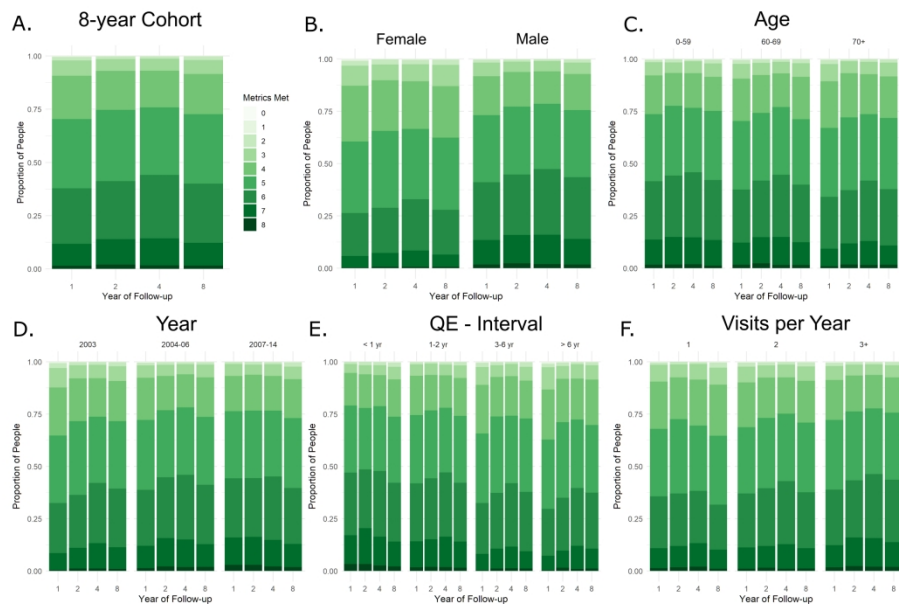 A. 8-year Cohort
1 2 4 8
1.00
0.75
0.50
0.25
0.00
Proportion of People
1 2 4 8
Year of Follow-up
Metrics Met
0
1
2
3
4
5
6
7
8
B. Female Male
1.00
0.75
0.50
0.25
0.00
Proportion of People
1 2 4 8 1 2 4 8
Year of Follow-up
C. Age
0-59 60-69 70+
1.00
0.75
0.50
0.25
0.00
Proportion of People
1 2 4 8 1 2 4 8 1 2 4 8
Year of Follow-up
D. Year
2003 2004-06 2007-14
1.00
0.75
0.50
0.25
0.00
Proportion of People
1 2 4 8 1 2 4 8 1 2 4 8
Year of Follow-up
E. QE - Interval
< 1 yr 1-2 yr 3-6 yr > 6 yr
1.00
0.75
0.50
0.25
0.00
Proportion of People
1 2 4 8 1 2 4 8 1 2 4 8 1 2 4 8
Year of Follow-up
F. Visits per Year
1 2 3+
1.00
0.75
0.50
0.25
0.00
Proportion of People
1 2 4 8 1 2 4 8 1 2 4 8
Year of Follow-up